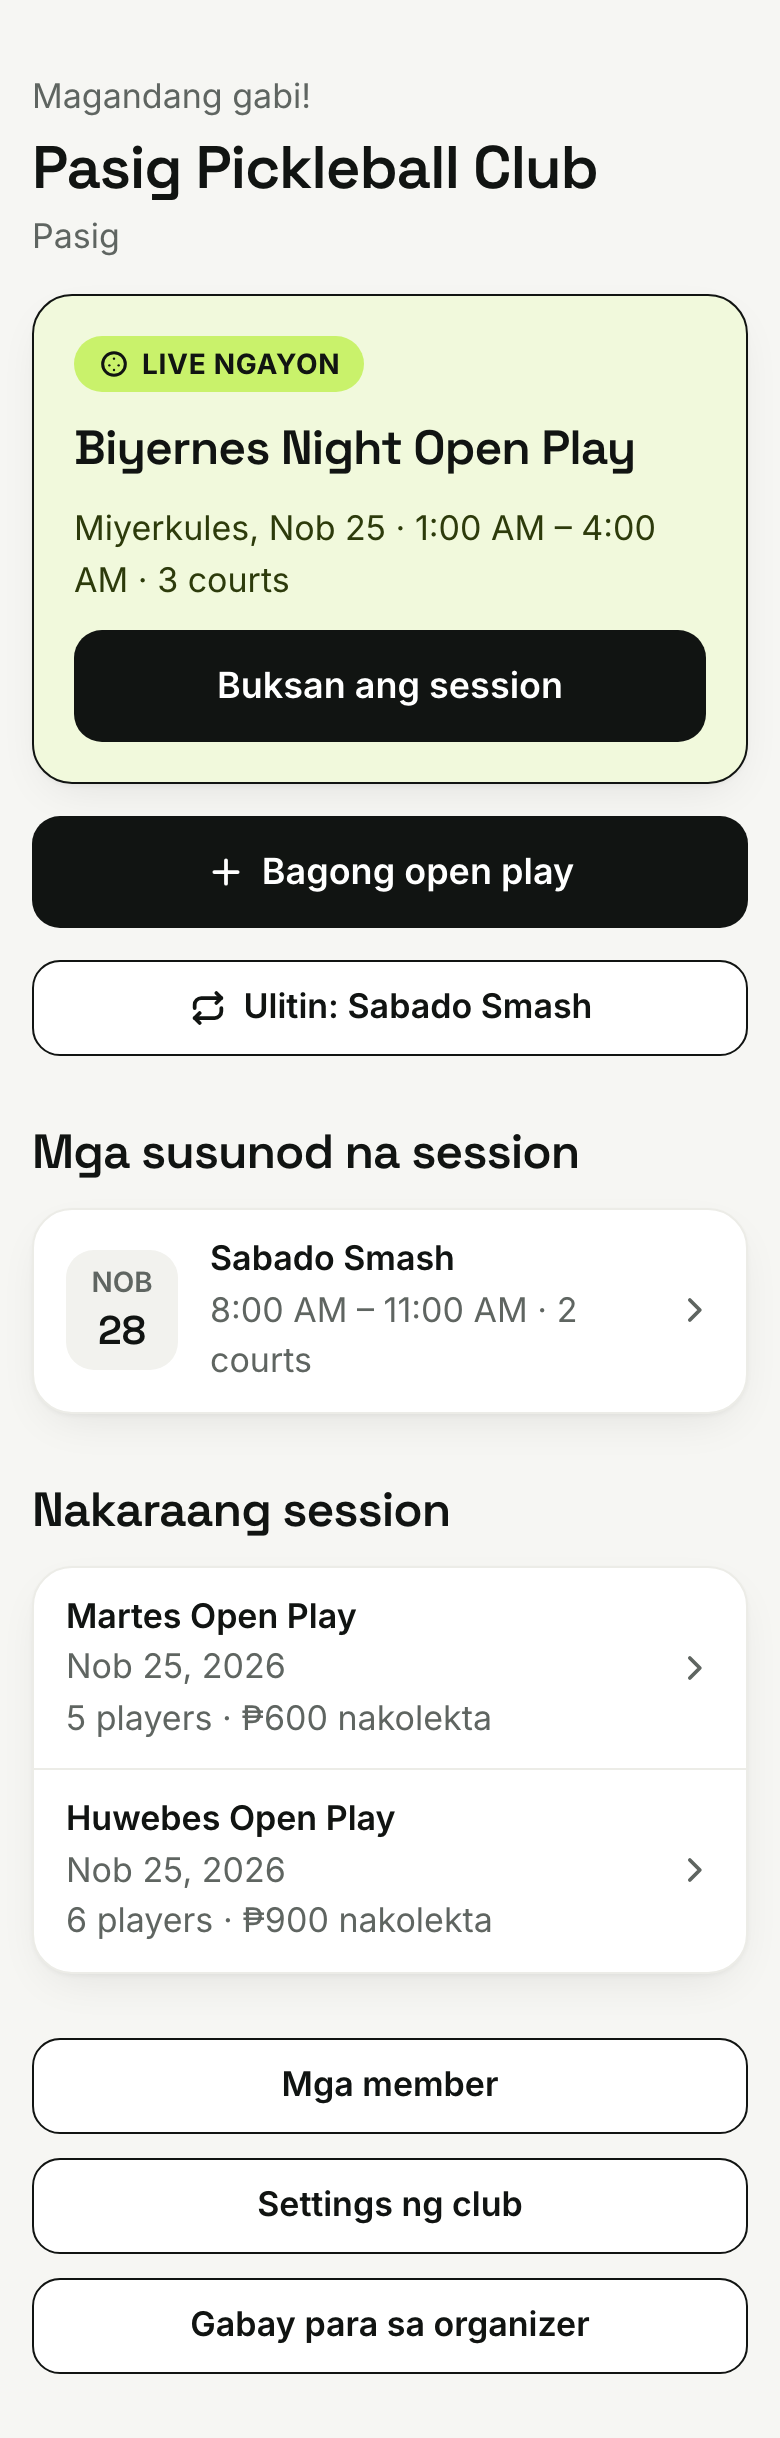 Magandang gabi!
Pasig Pickleball Club
Pasig
LIVE NGAYON
Biyernes Night Open Play
Miyerkules, Nob 25 · 1:00 AM – 4:00
AM · 3 courts
Buksan ang session
+ Bagong open play
Ulitin: Sabado Smash
Mga susunod na session
NOB
28
Sabado Smash
8:00 AM – 11:00 AM · 2
courts
Nakaraang session
Martes Open Play
Nob 25, 2026
5 players · ₱600 nakolekta
Huwebes Open Play
Nob 25, 2026
6 players · ₱900 nakolekta
Mga member
Settings ng club
Gabay para sa organizer